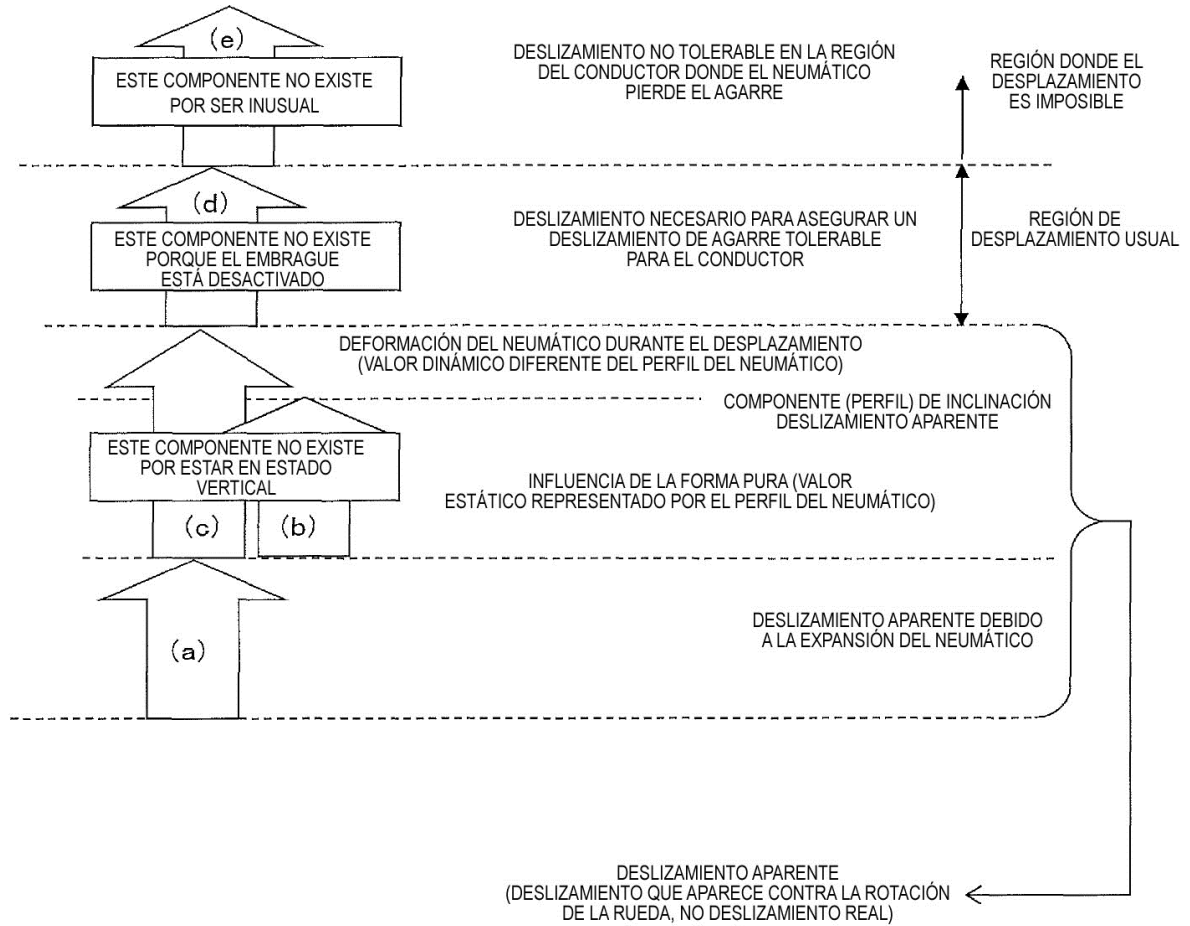 (e)
ESTE COMPONENTE NO EXISTE
POR SER INUSUAL
DESLIZAMIENTO NO TOLERABLE EN LA REGIÓN
DEL CONDUCTOR DONDE EL NEUMÁTICO
PIERDE EL AGARRE
REGIÓN DONDE EL
DESPLAZAMIENTO
ES IMPOSIBLE
(d)
ESTE COMPONENTE NO EXISTE
PORQUE EL EMBRAGUE
ESTÁ DESACTIVADO
DESLIZAMIENTO NECESARIO PARA ASEGURAR UN
DESLIZAMIENTO DE AGARRE TOLERABLE
PARA EL CONDUCTOR
REGIÓN DE
DESPLAZAMIENTO USUAL
DEFORMACIÓN DEL NEUMÁTICO DURANTE EL DESPLAZAMIENTO
(VALOR DINÁMICO DIFERENTE DEL PERFIL DEL NEUMÁTICO)
COMPONENTE (PERFIL) DE INCLINACIÓN
DESLIZAMIENTO APARENTE
ESTE COMPONENTE NO EXISTE
POR ESTAR EN ESTADO
VERTICAL
INFLUENCIA DE LA FORMA PURA (VALOR
ESTÁTICO REPRESENTADO POR EL PERFIL DEL NEUMÁTICO)
(c)
(b)
DESLIZAMIENTO APARENTE DEBIDO
A LA EXPANSIÓN DEL NEUMÁTICO
(a)
DESLIZAMIENTO APARENTE
(DESLIZAMIENTO QUE APARECE CONTRA LA ROTACIÓN
DE LA RUEDA, NO DESLIZAMIENTO REAL)